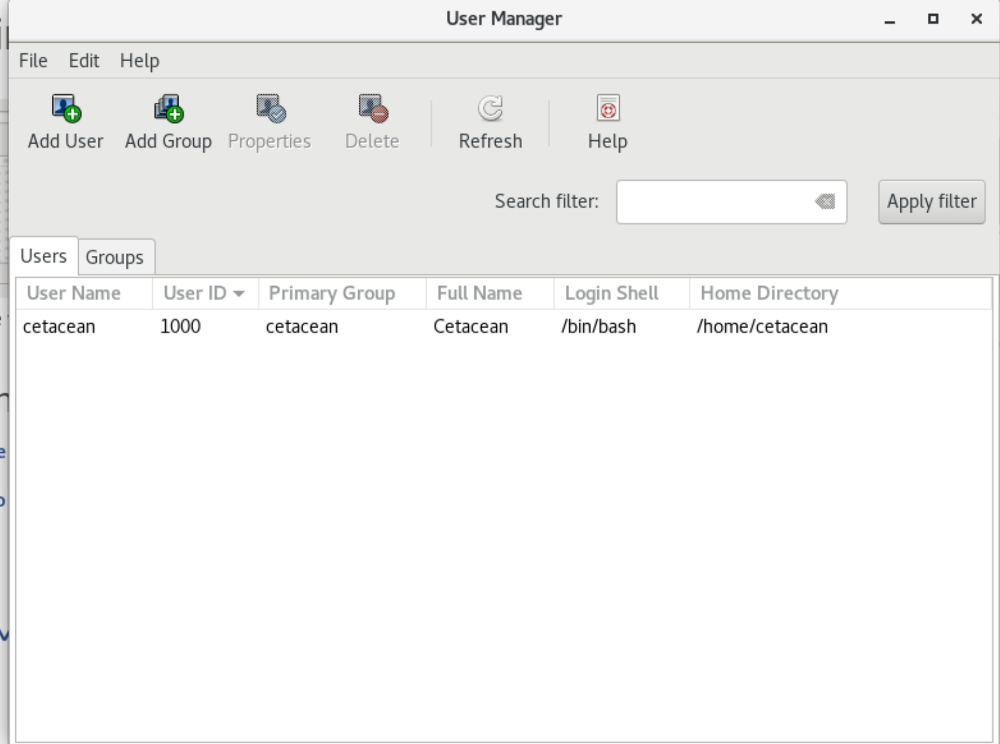 User Manager
File Edit Help
Add User Add Group Properties Delete Refresh Help
Search filter: Apply filter
Users Groups
User Name User ID Primary Group Full Name Login Shell Home Directory
cetacean 1000 cetacean Cetacean /bin/bash /home/cetacean